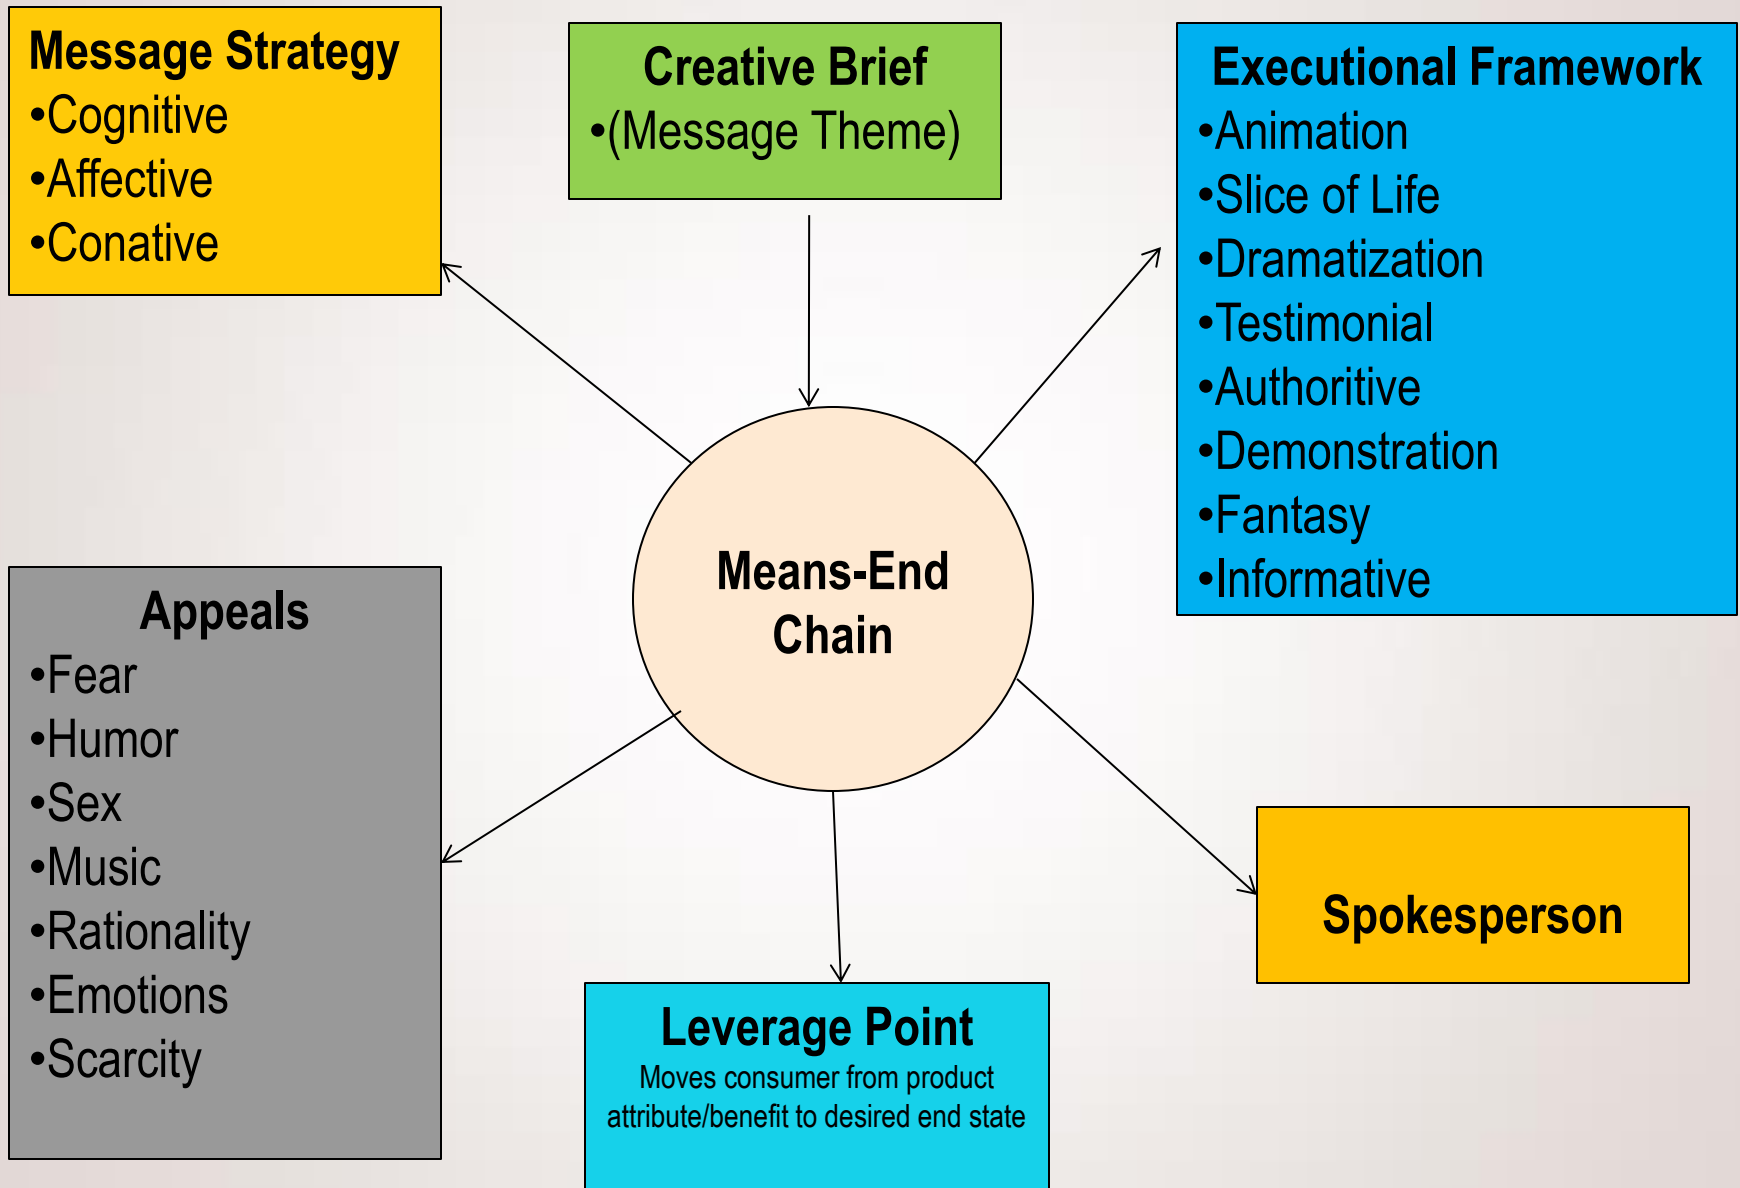 Message Strategy
•Cognitive
•Affective
•Conative
Creative Brief
•(Message Theme)
Executional Framework
•Animation
•Slice of Life
•Dramatization
•Testimonial
•Authoritive
•Demonstration
•Fantasy
•Informative
Means-End
Chain
Appeals
•Fear
•Humor
•Sex
•Music
•Rationality
•Emotions
•Scarcity
Spokesperson
Leverage Point
Moves consumer from product
attribute/benefit to desired end state